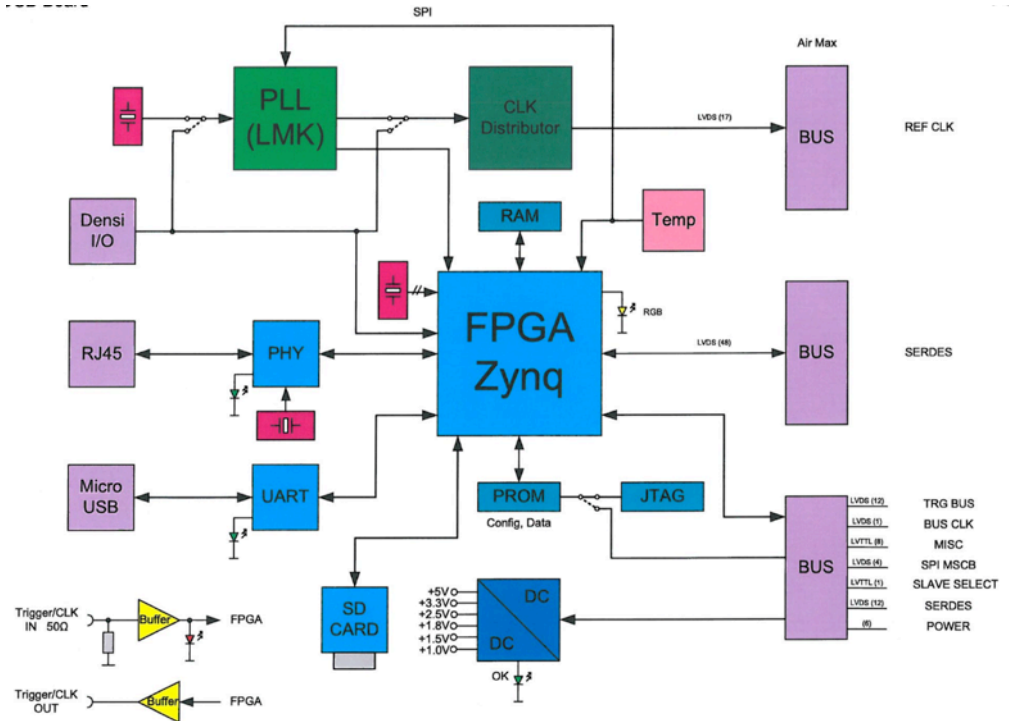 SPI
Air Max
PLL
(LMK)
CLK
Distributor
LVDS (17)
BUS
REF CLK
Densi
I/O
RAM
Temp
FPGA
Zynq
RGB
RJ45
PHY
LVDS (48)
BUS
SERDES
Micro
USB
UART
PROM
JTAG
Config, Data
BUS
LVDS (12)
TRG BUS
LVDS (1)
BUS CLK
LVTTL (8)
MISC
LVDS (4)
SPI MSCB
LVTTL (1)
SLAVE SELECT
LVDS (12)
SERDES
(6)
POWER
SD
CARD
+5V
+3.3V
+2.5V
+1.8V
+1.5V
+1.0V
DC
DC
OK
Trigger/CLK
IN 50Ω
Buffer
FPGA
Trigger/CLK
OUT
Buffer
FPGA